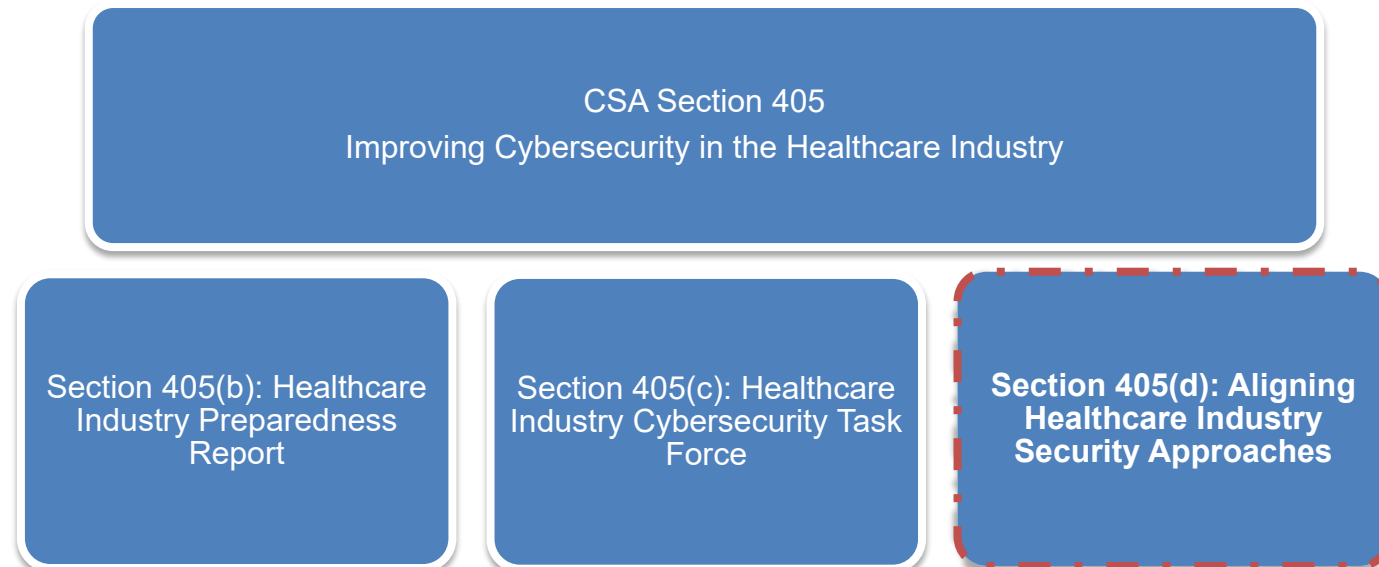 CSA Section 405
Improving Cybersecurity in the Healthcare Industry
Section 405(b): Healthcare
Industry Preparedness
Report
Section 405(c): Healthcare
Industry Cybersecurity Task
Force
Section 405(d): Aligning
Healthcare Industry
Security Approaches